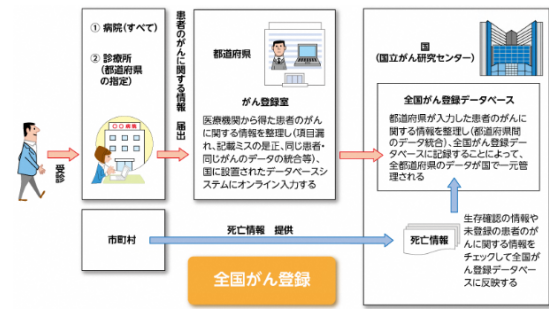 ① 病院(すべて)
② 診療所
(都道府県
の指定)
〇〇病院
受診
患者のがんに関する情報 届出
都道府県
がん登録室
医療機関から得た患者のがん
に関する情報を整理し(項目漏
れ、記載ミスの是正、同じ患者・
同じがんのデータの統合等)、
国に設置されたデータベースシ
ステムにオンライン入力する
国
(国立がん研究センター)
全国がん登録データベース
都道府県が入力した患者のがん
に関する情報を整理し(都道府県間
のデータ統合)、全国がん登録デー
タベースに記録することによって、
全都道府県のデータが国で一元管
理される
市町村
死亡情報 提供
死亡情報
生存確認の情報や
未登録の患者のが
んに関する情報を
チェックして全国が
ん登録データベー
スに反映する
全国がん登録